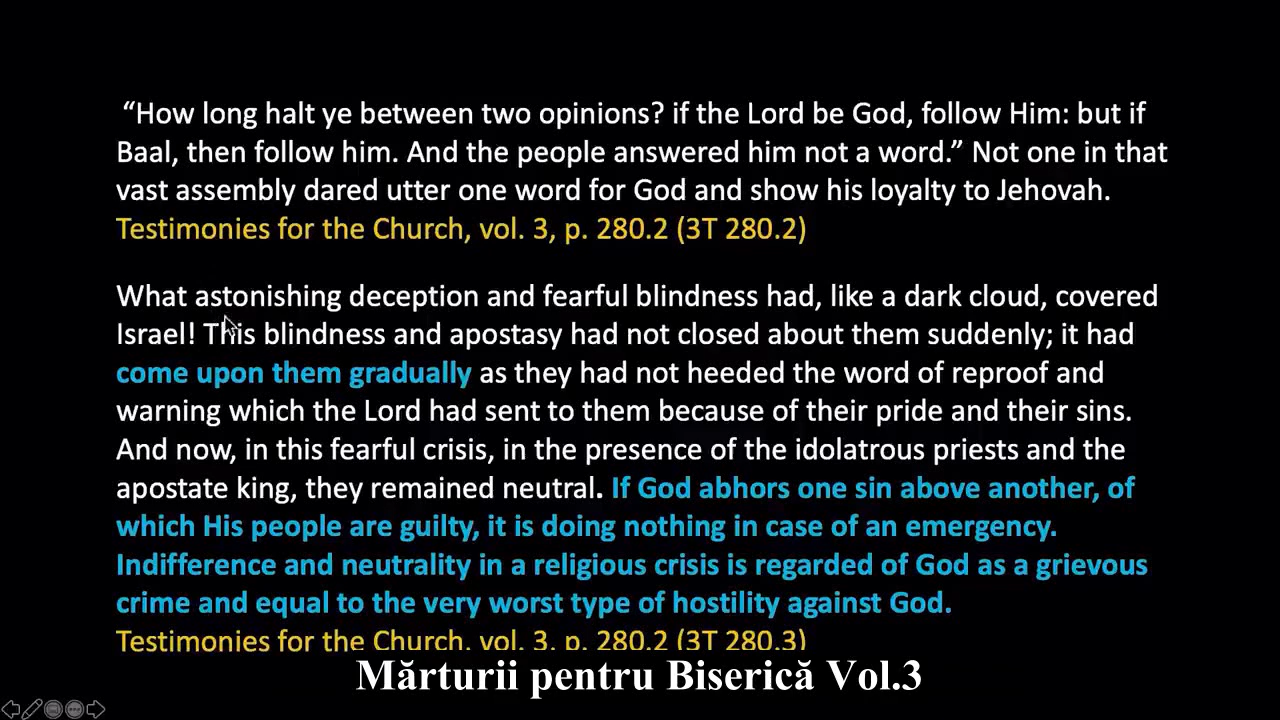 “How long halt ye between two opinions? if the Lord be God, follow Him: but if
Baal, then follow him. And the people answered him not a word.” Not one in that
vast assembly dared utter one word for God and show his loyalty to Jehovah.
Testimonies for the Church, vol. 3, p. 280.2 (3T 280.2)
What astonishing deception and fearful blindness had, like a dark cloud, covered
Israel! This blindness and apostasy had not closed about them suddenly; it had
come upon them gradually as they had not heeded the word of reproof and
warning which the Lord had sent to them because of their pride and their sins.
And now, in this fearful crisis, in the presence of the idolatrous priests and the
apostate king, they remained neutral. If God abhors one sin above another, of
which His people are guilty, it is doing nothing in case of an emergency.
Indifference and neutrality in a religious crisis is regarded of God as a grievous
crime and equal to the very worst type of hostility against God.
Testimonies for the Church, vol. 3, p. 280.2 (3T 280.3)
Mărturii pentru Biserică Vol.3